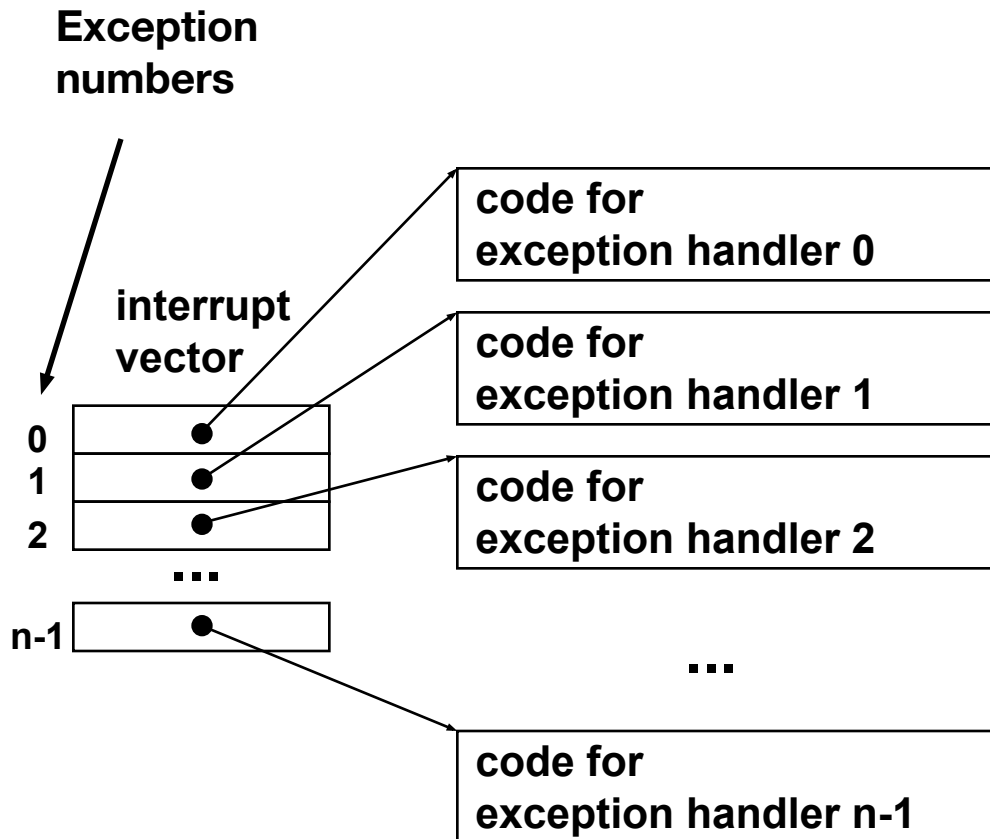 Exception
numbers
code for
exception handler 0
interrupt
vector
code for
exception handler 1
0
1
2
code for
exception handler 2
...
n-1
...
code for
exception handler n-1